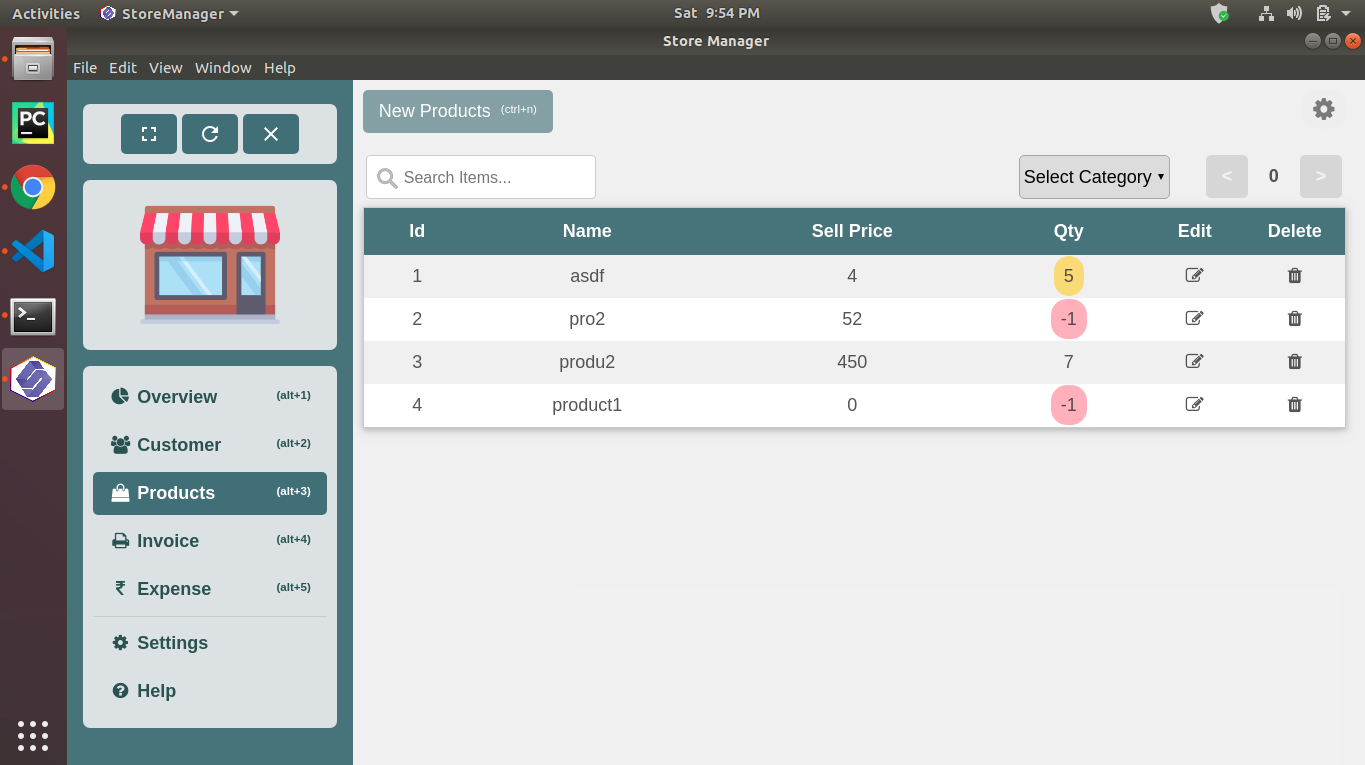 Activities StoreManager Sat 9:54 PM
Store Manager
File Edit View Window Help
PC
New Products (ctrl+n)
Search Items... Select Category < 0 >
Id Name Sell Price Qty Edit Delete
1 asdf 4 5
2 pro2 52 -1
3 produ2 450 7
4 product1 0 -1
Overview (alt+1)
Customer (alt+2)
Products (alt+3)
Invoice (alt+4)
₹ Expense (alt+5)
Settings
Help